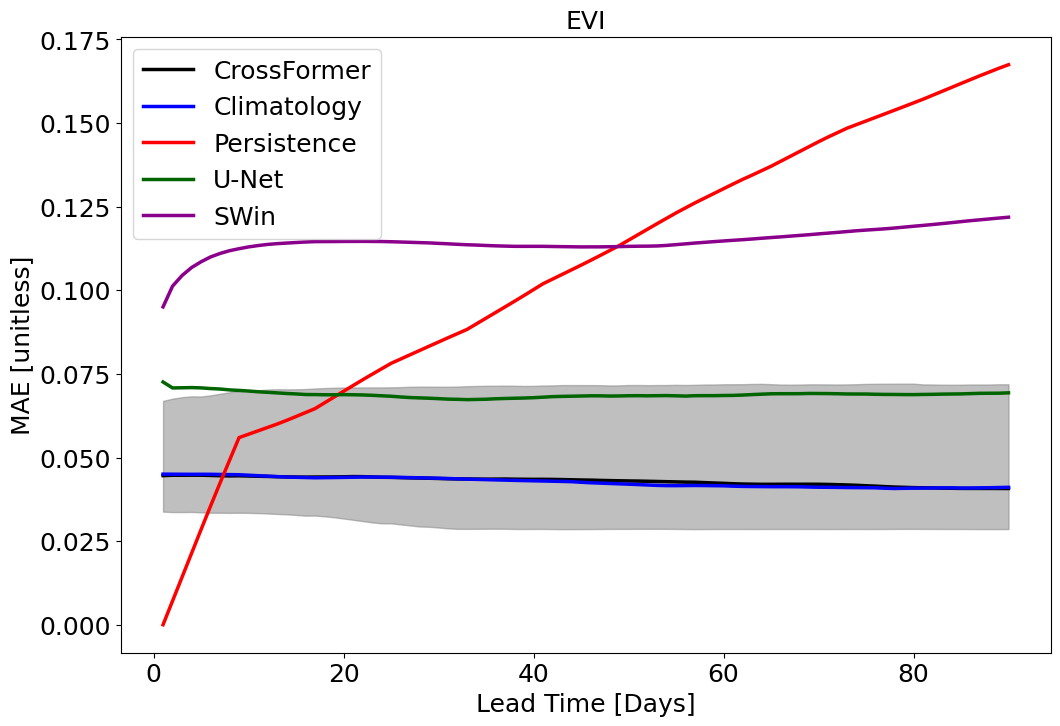 EVI
0.175
0.150
0.125
0.100
0.075
0.050
0.025
0.000
MAE [unitless]
CrossFormer
Climatology
Persistence
U-Net
SWin
0 20 40 60 80
Lead Time [Days]